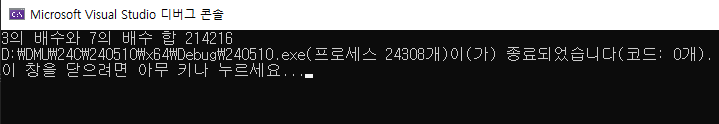 Microsoft Visual Studio 디버그 콘솔
3의 배수와 7의 배수 합 214216
D:\DMU\24C\240510\x64\Debug\240510.exe(프로세스 24308개)이(가) 종료되었습니다(코드: 0개).
이 창을 닫으려면 아무 키나 누르세요...